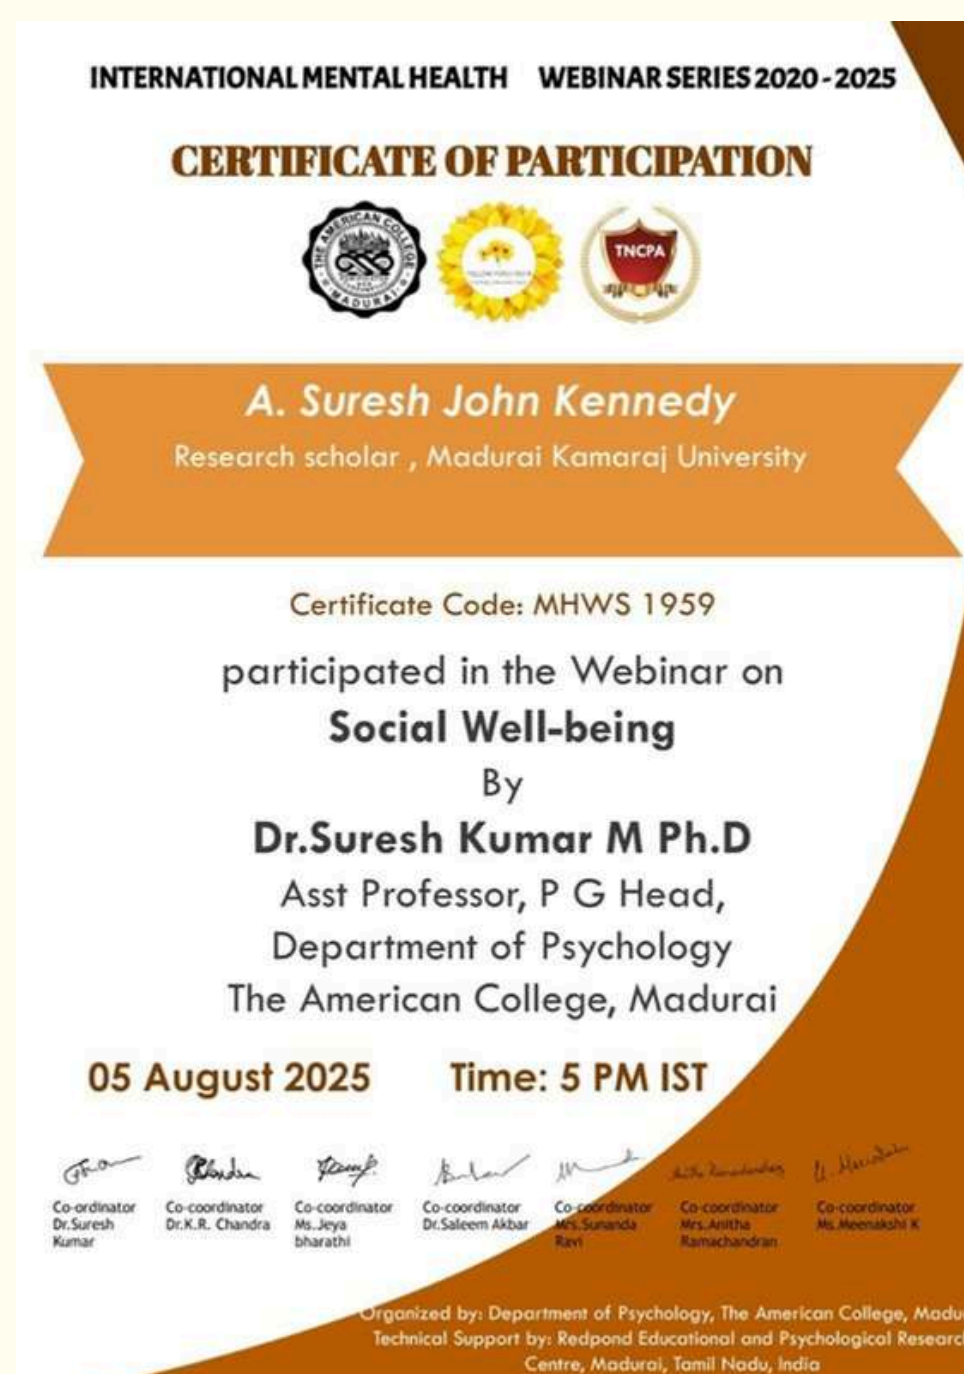 INTERNATIONAL MENTAL HEALTH WEBINAR SERIES 2020 - 2025
CERTIFICATE OF PARTICIPATION
THE AMERICAN COLLEGE
MADURAI
TNCPA
A. Suresh John Kennedy
Research scholar , Madurai Kamaraj University
Certificate Code: MHWS 1959
participated in the Webinar on
Social Well-being
By
Dr.Suresh Kumar M Ph.D
Asst Professor, P G Head,
Department of Psychology
The American College, Madurai
05 August 2025 Time: 5 PM IST
Co-ordinator
Dr.Suresh
Kumar
Co-coordinator
Dr.K.R. Chandra
Co-coordinator
Ms.Jeya
bharathi
Co-coordinator
Dr.Saleem Akbar
Co-coordinator
Mrs.Sunanda
Ravi
Co-coordinator
Mrs.Anitha
Ramachandran
Co-coordinator
Ms.Meenakshi K
Organized by: Department of Psychology, The American College, Madu
Technical Support by: Redpond Educational and Psychological Researc
Centre, Madurai, Tamil Nadu, India